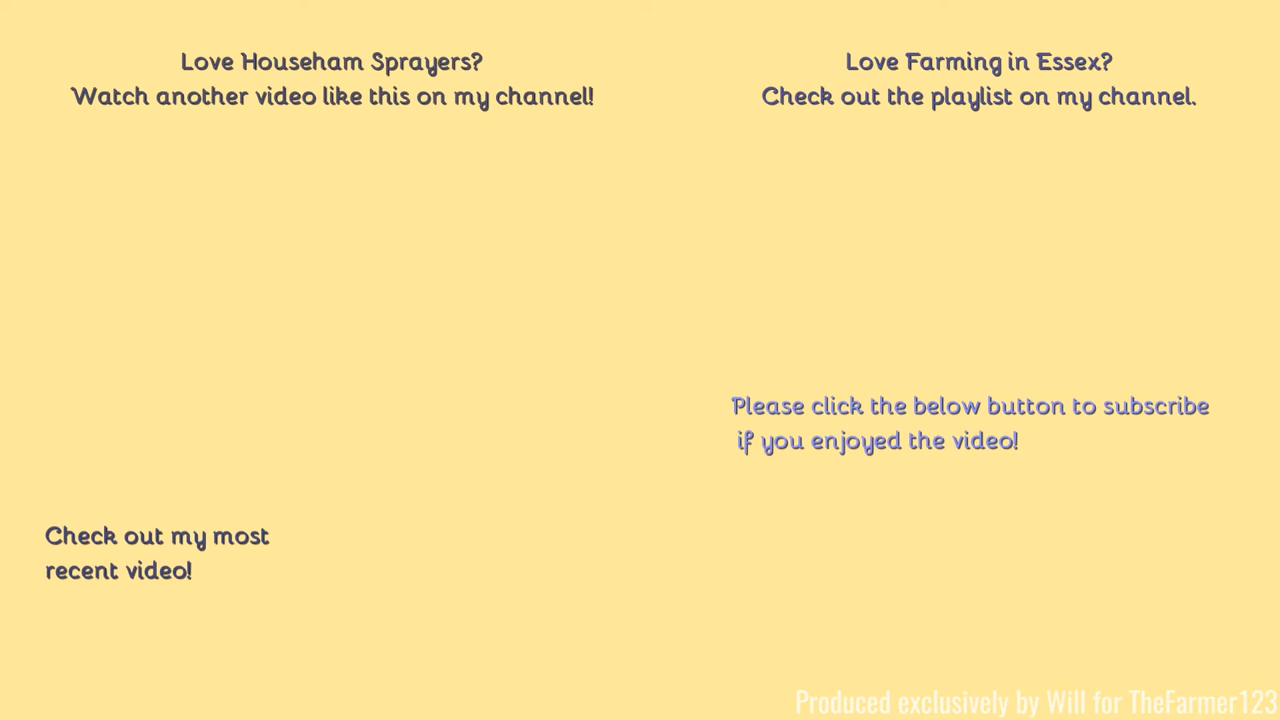 Love Househam Sprayers?
Watch another video like this on my channel!
Love Farming in Essex?
Check out the playlist on my channel.
Please click the below button to subscribe
if you enjoyed the video!
Check out my most
recent video!
Produced exclusively by Will for TheFarmer123